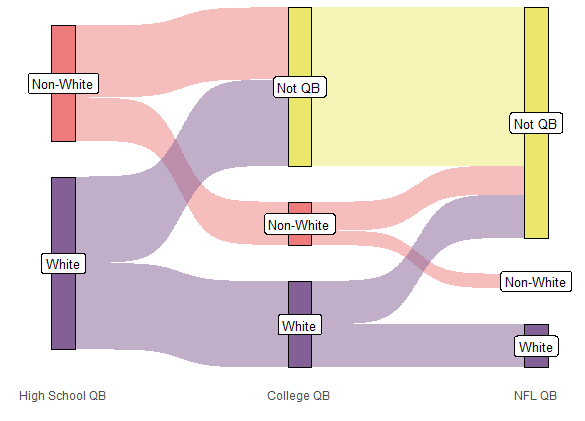 Non-White
White
Not QB
Non-White
White
Not QB
Non-White
White
High School QB
College QB
NFL QB